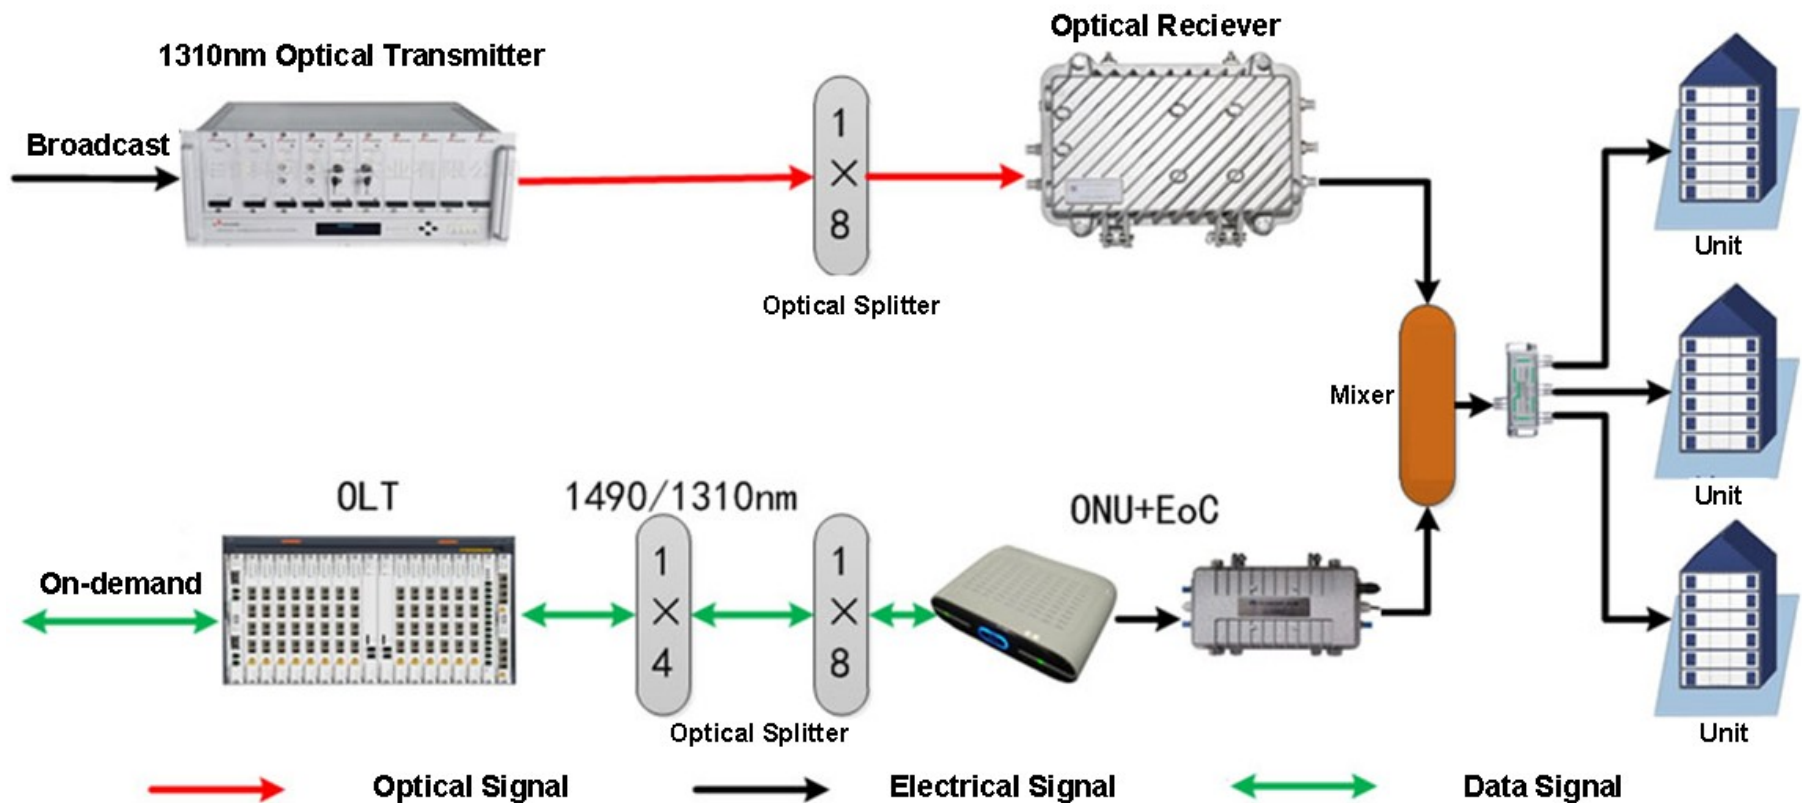 Optical Reciever
1310nm Optical Transmitter
Broadcast
1
×
8
Optical Splitter
Unit
Mixer
Unit
OLT
1490/1310nm
ONU+EoC
On-demand
1
×
4
1
×
8
Optical Splitter
Unit
Optical Signal
Electrical Signal
Data Signal